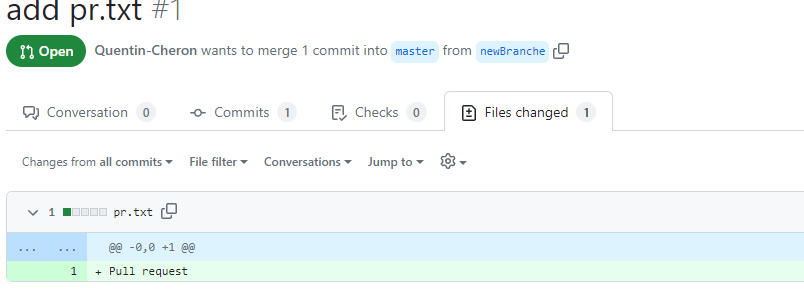 add pr.txt #1
Open Quentin-Cheron wants to merge 1 commit into master from newBranche
Conversation 0 Commits 1 Checks 0 Files changed 1
Changes from all commits File filter Conversations Jump to
1 pr.txt
... ... @@ -0,0 +1 @@
1 + Pull request